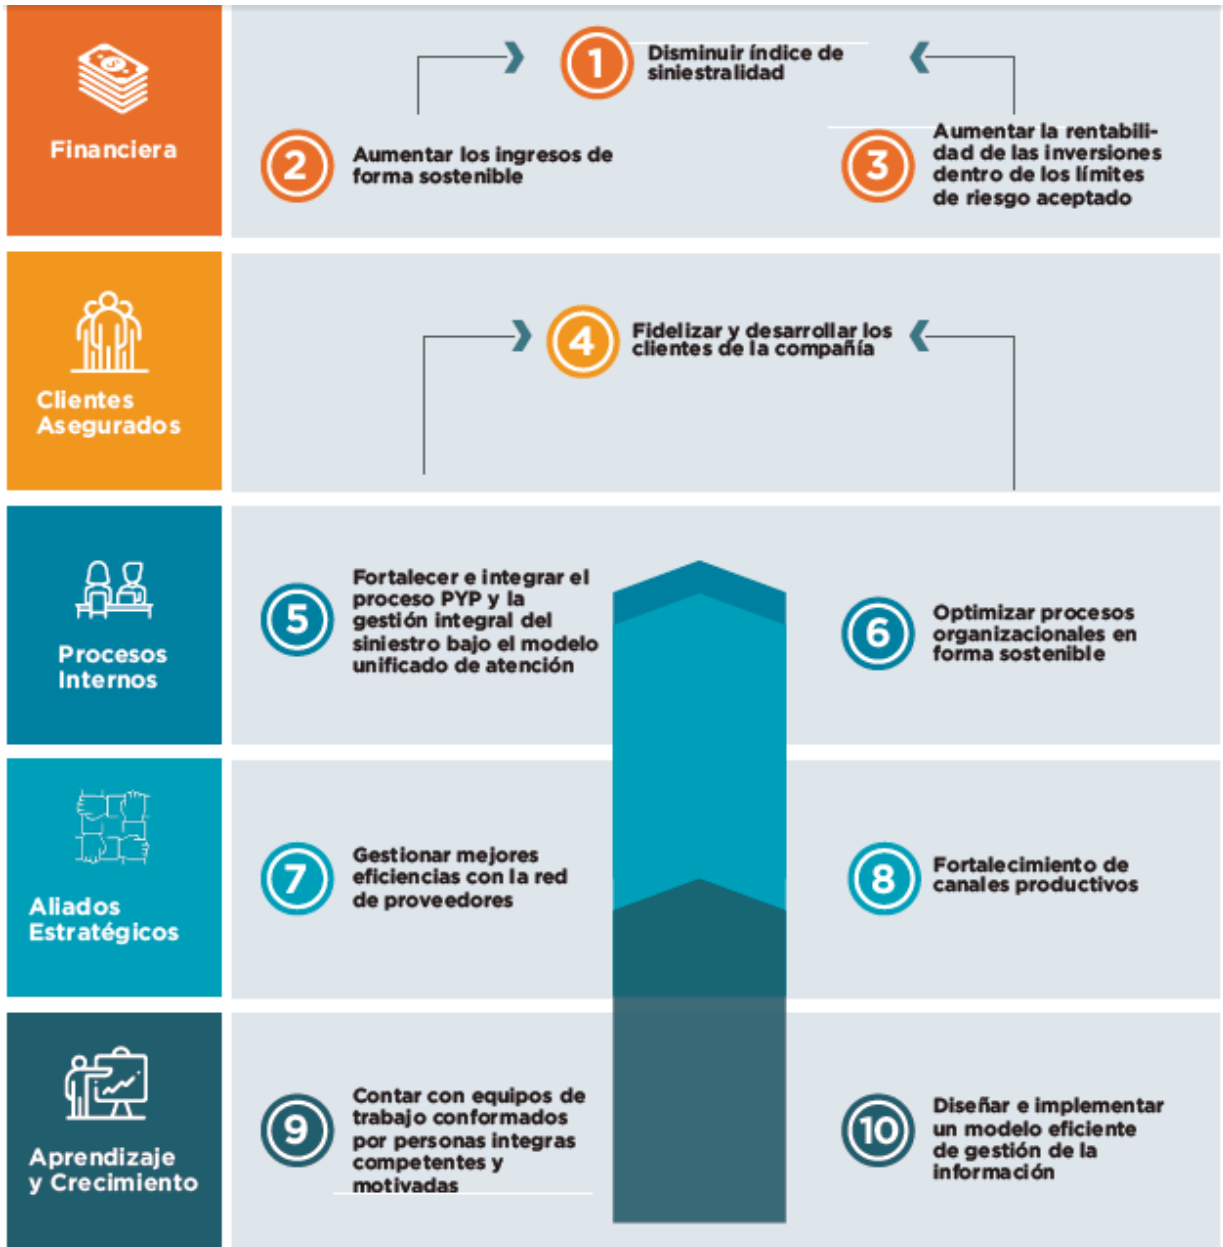 Financiera
1
Disminuir índice de
siniestralidad
2
Aumentar los ingresos de
forma sostenible
3
Aumentar la rentabili-
dad de las inversiones
dentro de los límites
de riesgo aceptado
Clientes
Asegurados
4
Fidelizar y desarrollar los
clientes de la compañía
Procesos
Internos
5
Fortalecer e integrar el
proceso PYP y la
gestión integral del
siniestro bajo el modelo
unificado de atención
6
Optimizar procesos
organizacionales en
forma sostenible
Aliados
Estratégicos
7
Gestionar mejores
eficiencias con la red
de proveedores
8
Fortalecimiento de
canales productivos
Aprendizaje
y Crecimiento
9
Contar con equipos de
trabajo conformados
por personas integras
competentes y
motivadas
10
Diseñar e implementar
un modelo eficiente
de gestión de la
información